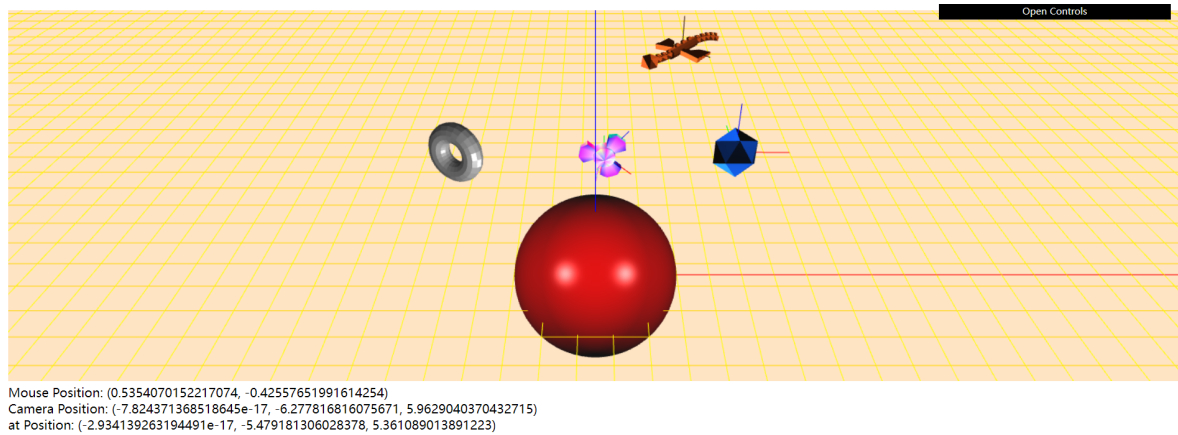 Open Controls
Mouse Position: (0.5354070152217074, -0.42557651991614254)
Camera Position: (-7.824371368518645e-17, -6.277816816075671, 5.9629040370432715)
at Position: (-2.934139263194491e-17, -5.479181306028378, 5.361089013891223)